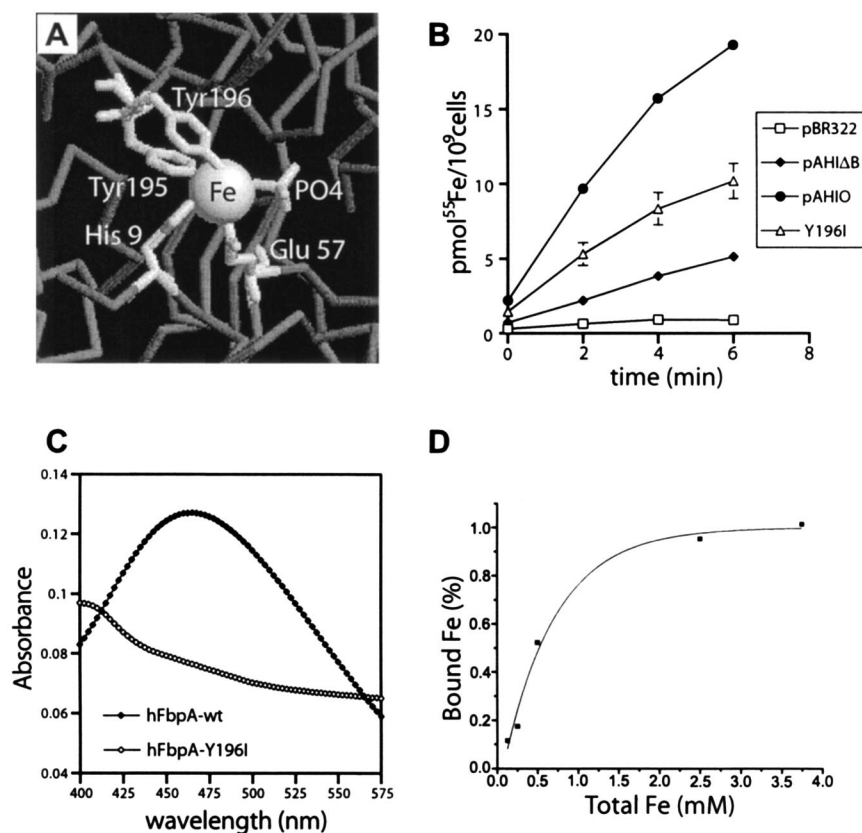 A
Tyr196
Tyr195
Fe
PO4
His 9
Glu 57
B
20
15
10
5
0
pmol⁵⁵Fe/10⁹cells
0 2 4 6 8
time (min)
pBR322
pAHIΔB
pAHIO
Y196I
C
0.14
0.12
0.1
0.08
0.06
0.04
Absorbance
hFbpA-wt
hFbpA-Y196I
400 425 450 475 500 525 550 575
wavelength (nm)
D
1.0
0.8
0.6
0.4
0.2
0.0
Bound Fe (%)
0.0 0.5 1.0 1.5 2.0 2.5 3.0 3.5 4.0
Total Fe (mM)